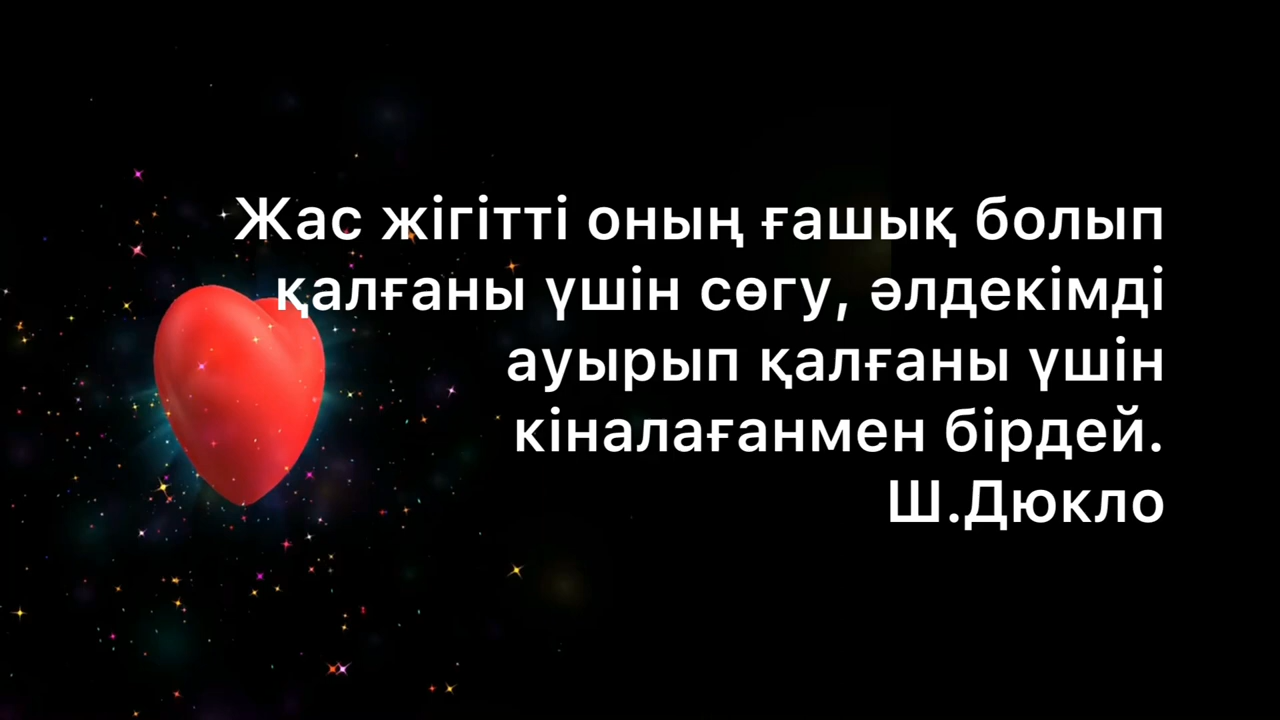 Жас жігітті оның ғашық болып
қалғаны үшін сөгу, әлдекімді
ауырып қалғаны үшін
кіналағанмен бірдей.
Ш.Дюкло